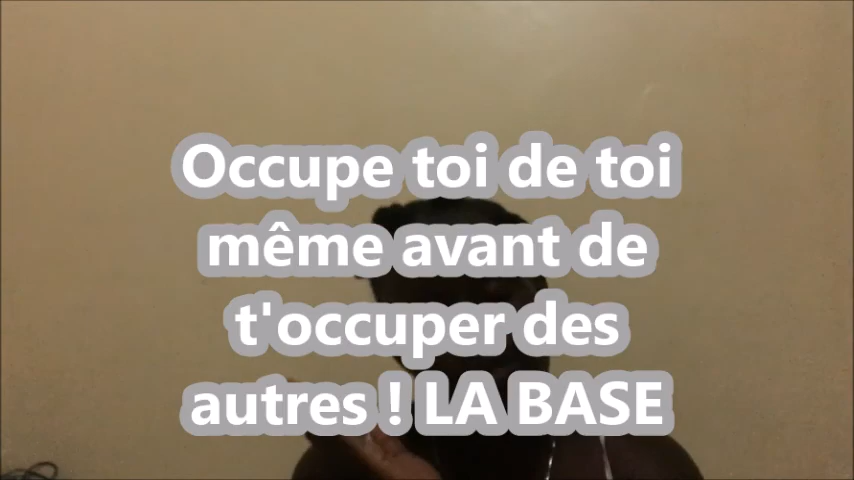 Occupe toi de toi
même avant de
t'occuper des
autres ! LA BASE